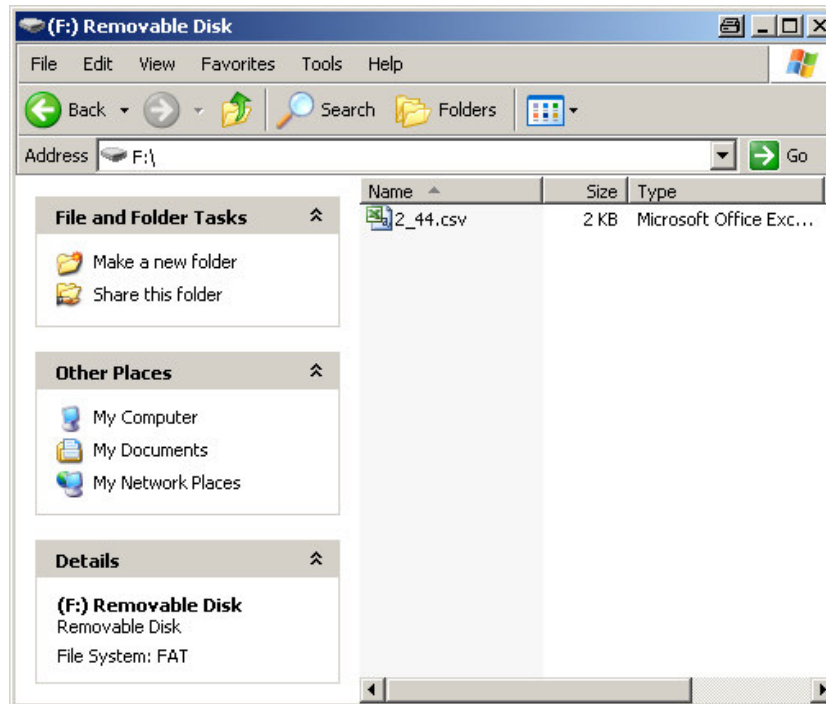 (F:) Removable Disk
File Edit View Favorites Tools Help
Back Search Folders
Address F:\ Go
Name Size Type
2_44.csv 2 KB Microsoft Office Exc...
File and Folder Tasks
Make a new folder
Share this folder
Other Places
My Computer
My Documents
My Network Places
Details
(F:) Removable Disk
Removable Disk
File System: FAT